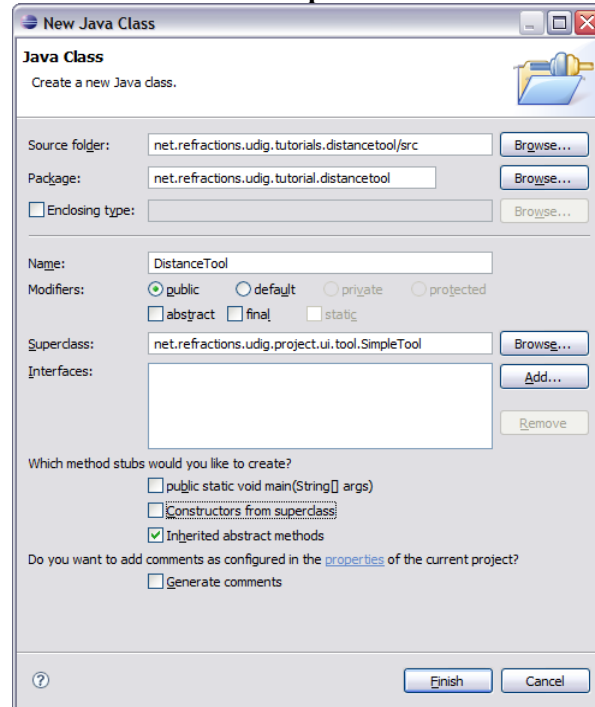 New Java Class
Java Class
Create a new Java class.
Source folder: net.refractions.udig.tutorials.distancetool/src Browse...
Package: net.refractions.udig.tutorial.distancetool Browse...
Enclosing type: Browse...
Name: DistanceTool
Modifiers: public default private protected
abstract final static
Superclass: net.refractions.udig.project.ui.tool.SimpleTool Browse...
Interfaces: Add...
Remove
Which method stubs would you like to create?
public static void main(String[] args)
Constructors from superclass
Inherited abstract methods
Do you want to add comments as configured in the properties of the current project?
Generate comments
? Finish Cancel